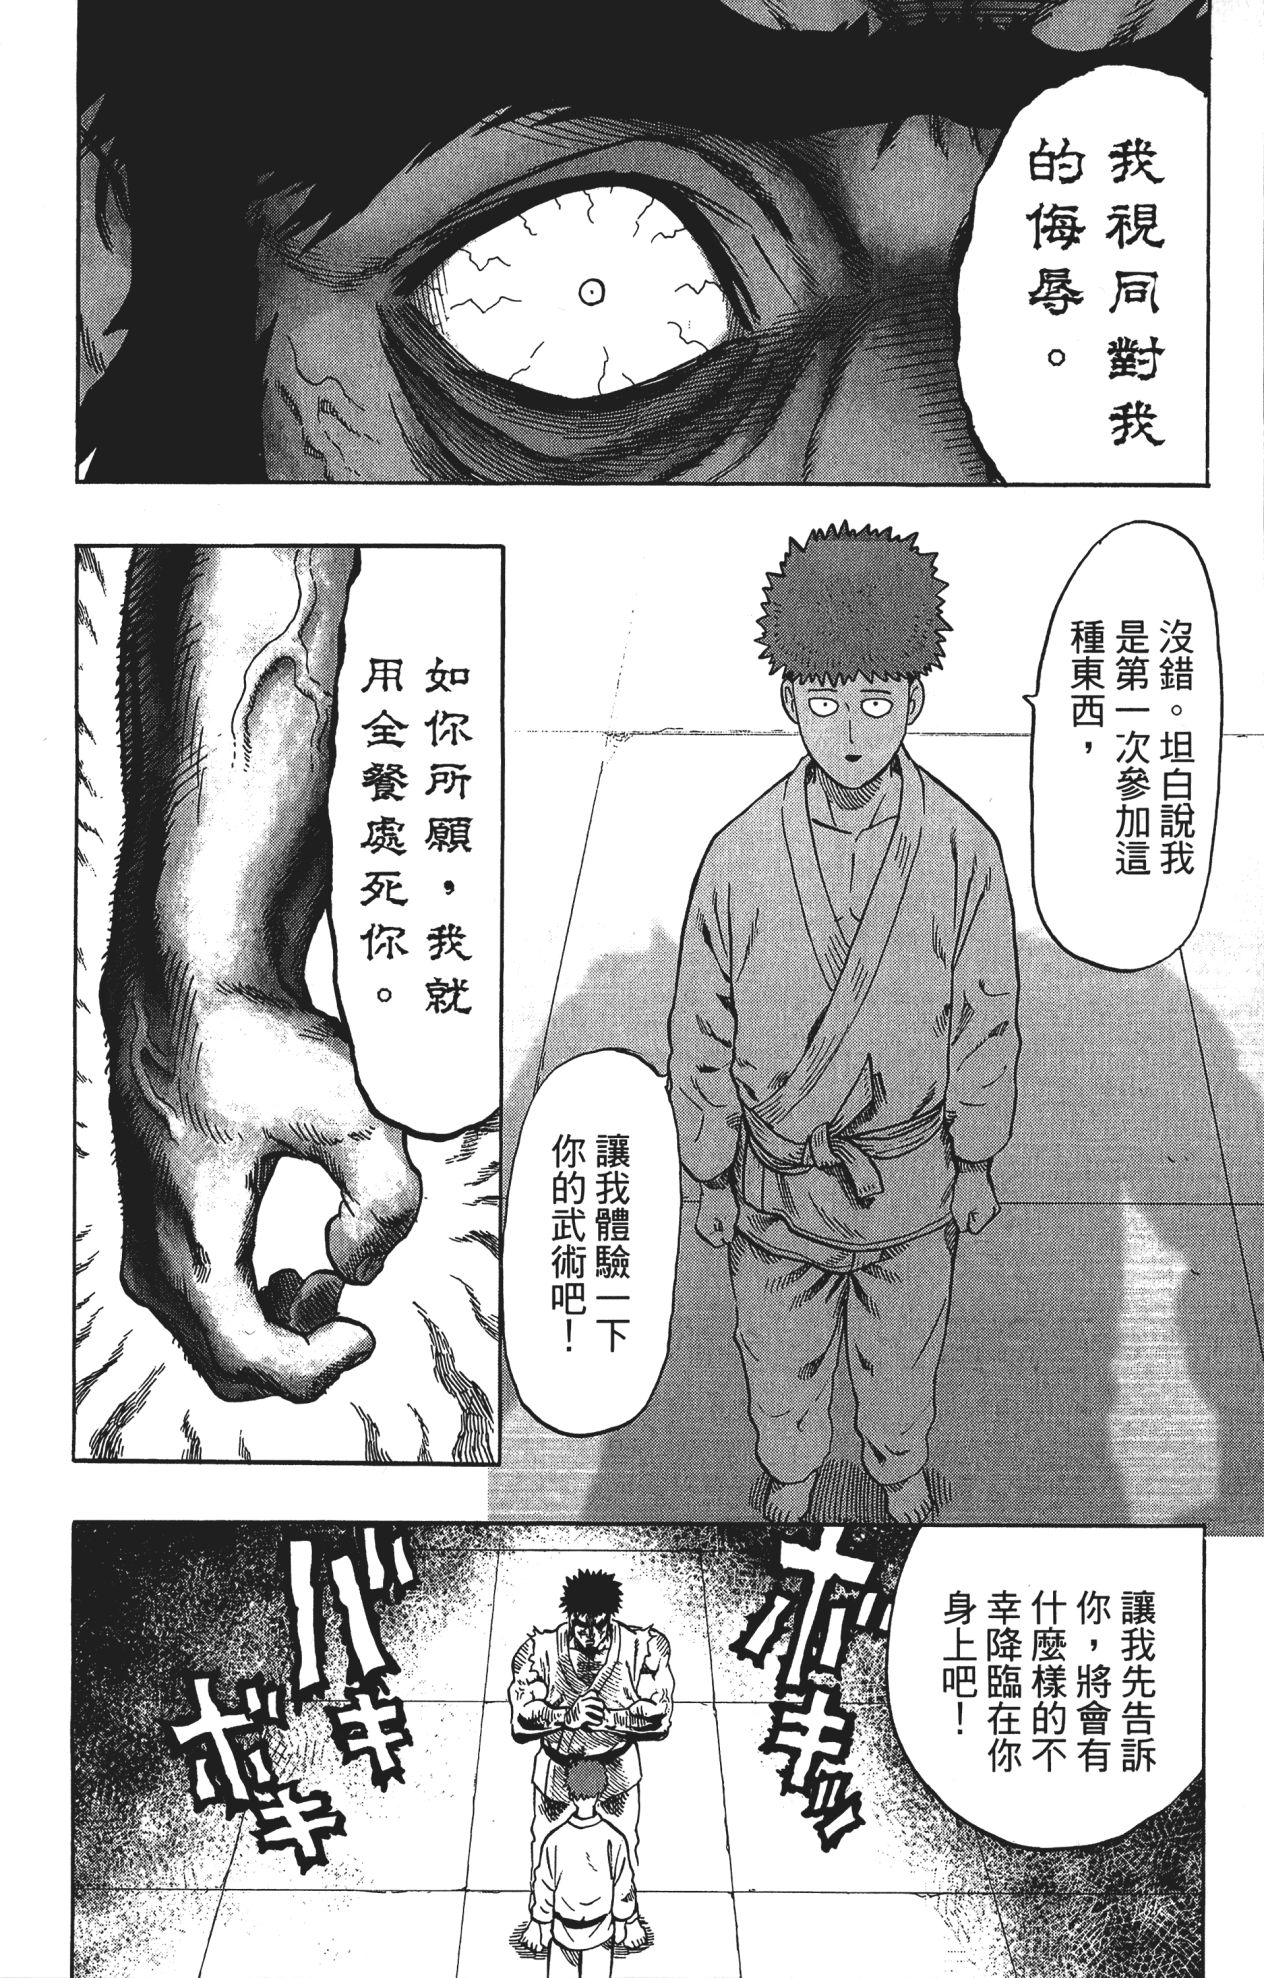 我視同對我
的侮辱。
沒錯。坦白說我
是第一次參加這
種東西，
讓我體驗一下
你的武術吧！
如你所願，我就
用全餐處死你。
讓我先告訴
你，將會有
什麼樣的不
幸降臨在你
身上吧！
ボキッ
バキ
ボキ